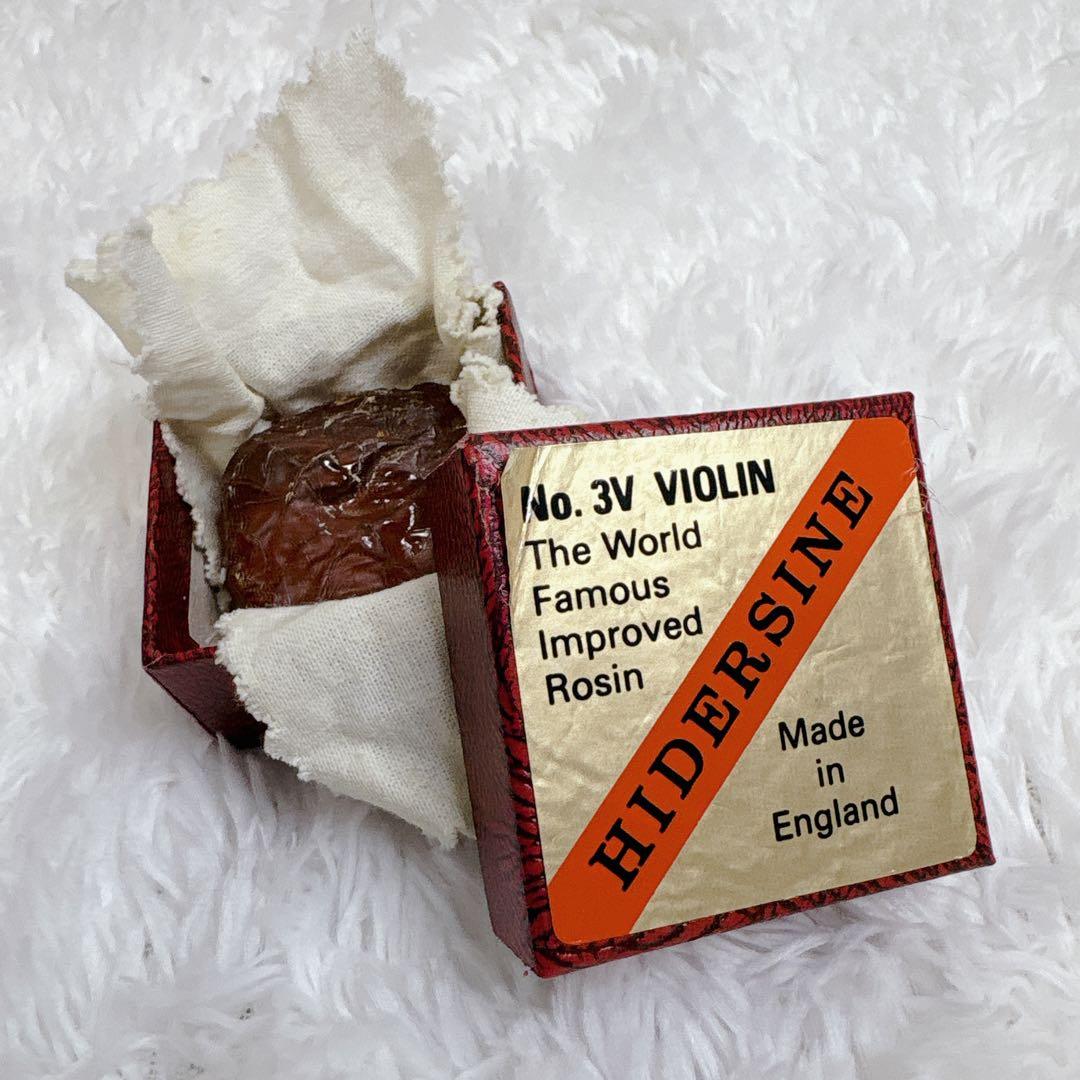 No. 3V VIOLIN
The World
Famous
Improved
Rosin
HIDERSINE
Made
in
England